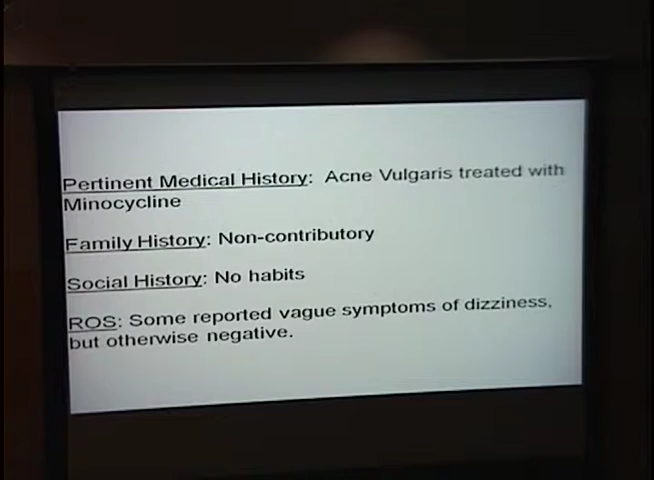 Pertinent Medical History: Acne Vulgaris treated with
Minocycline
Family History: Non-contributory
Social History: No habits
ROS: Some reported vague symptoms of dizziness,
but otherwise negative.